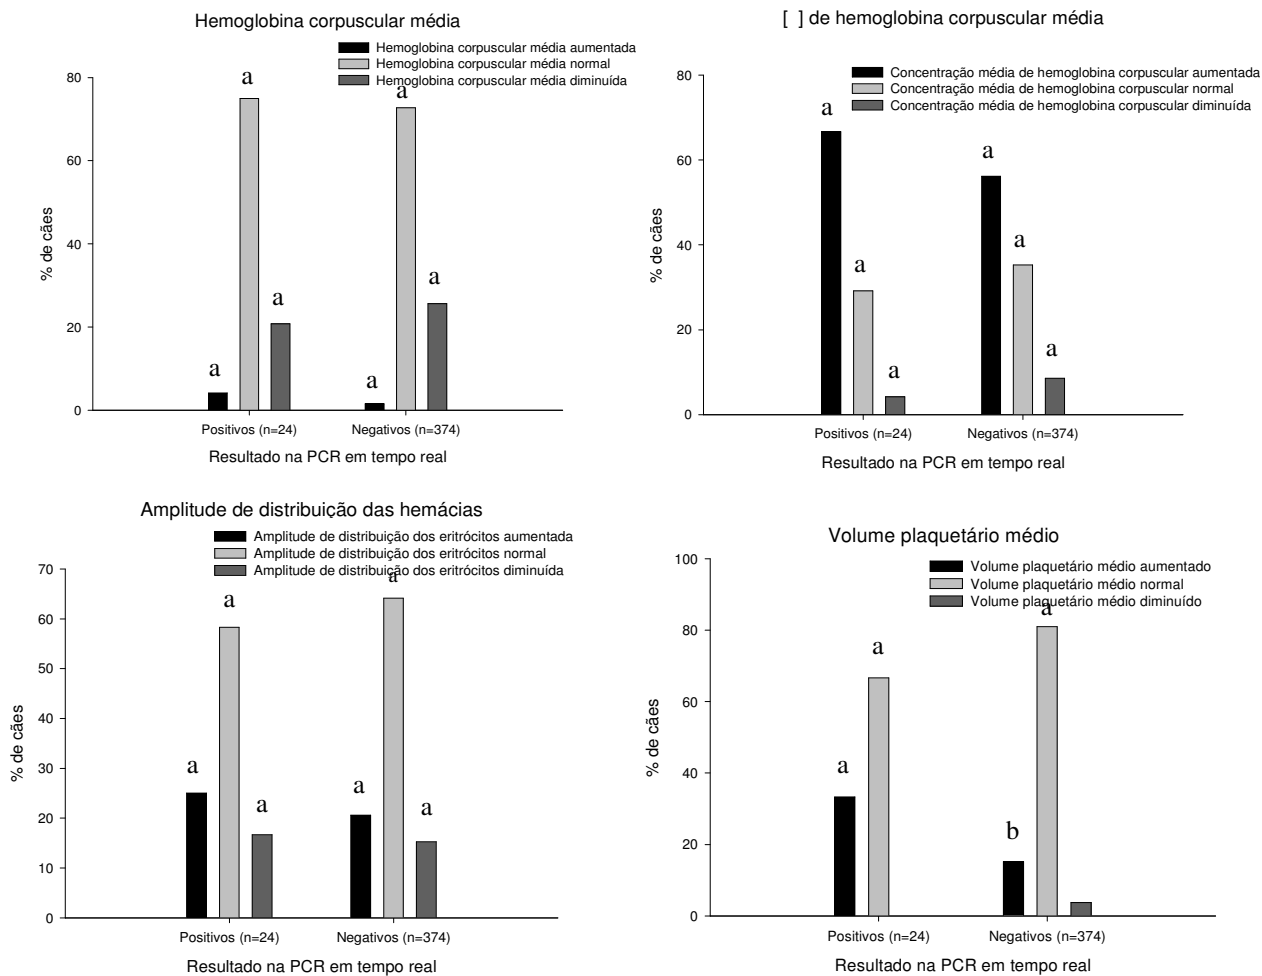 Hemoglobina corpuscular média
Hemoglobina corpuscular média aumentada
Hemoglobina corpuscular média normal
Hemoglobina corpuscular média diminuída
80
60
40
20
0
% de cães
a
a
a
a
a
a
Positivos (n=24)
Negativos (n=374)
Resultado na PCR em tempo real
[ ] de hemoglobina corpuscular média
Concentração média de hemoglobina corpuscular aumentada
Concentração média de hemoglobina corpuscular normal
Concentração média de hemoglobina corpuscular diminuída
80
60
40
20
0
% de cães
a
a
a
a
a
a
Positivos (n=24)
Negativos (n=374)
Resultado na PCR em tempo real
Amplitude de distribuição das hemácias
Amplitude de distribuição dos eritrócitos aumentada
Amplitude de distribuição dos eritrócitos normal
Amplitude de distribuição dos eritrócitos diminuída
70
60
50
40
30
20
10
0
% de cães
a
a
a
a
a
a
Positivos (n=24)
Negativos (n=374)
Resultado na PCR em tempo real
Volume plaquetário médio
Volume plaquetário médio aumentado
Volume plaquetário médio normal
Volume plaquetário médio diminuído
100
80
60
40
20
0
% de cães
a
a
b
a
Positivos (n=24)
Negativos (n=374)
Resultado na PCR em tempo real